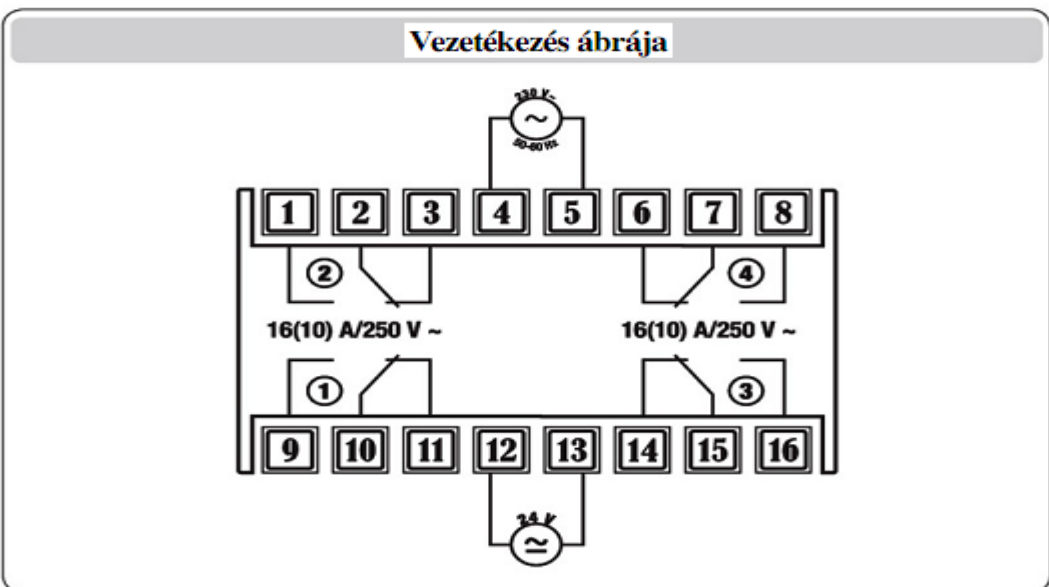 Vezetékezés ábrája
230 V~
~
50-60 Hz
1 2 3 4 5 6 7 8
2 4
16(10) A/250 V ~ 16(10) A/250 V ~
1 3
9 10 11 12 13 14 15 16
24 V
≃